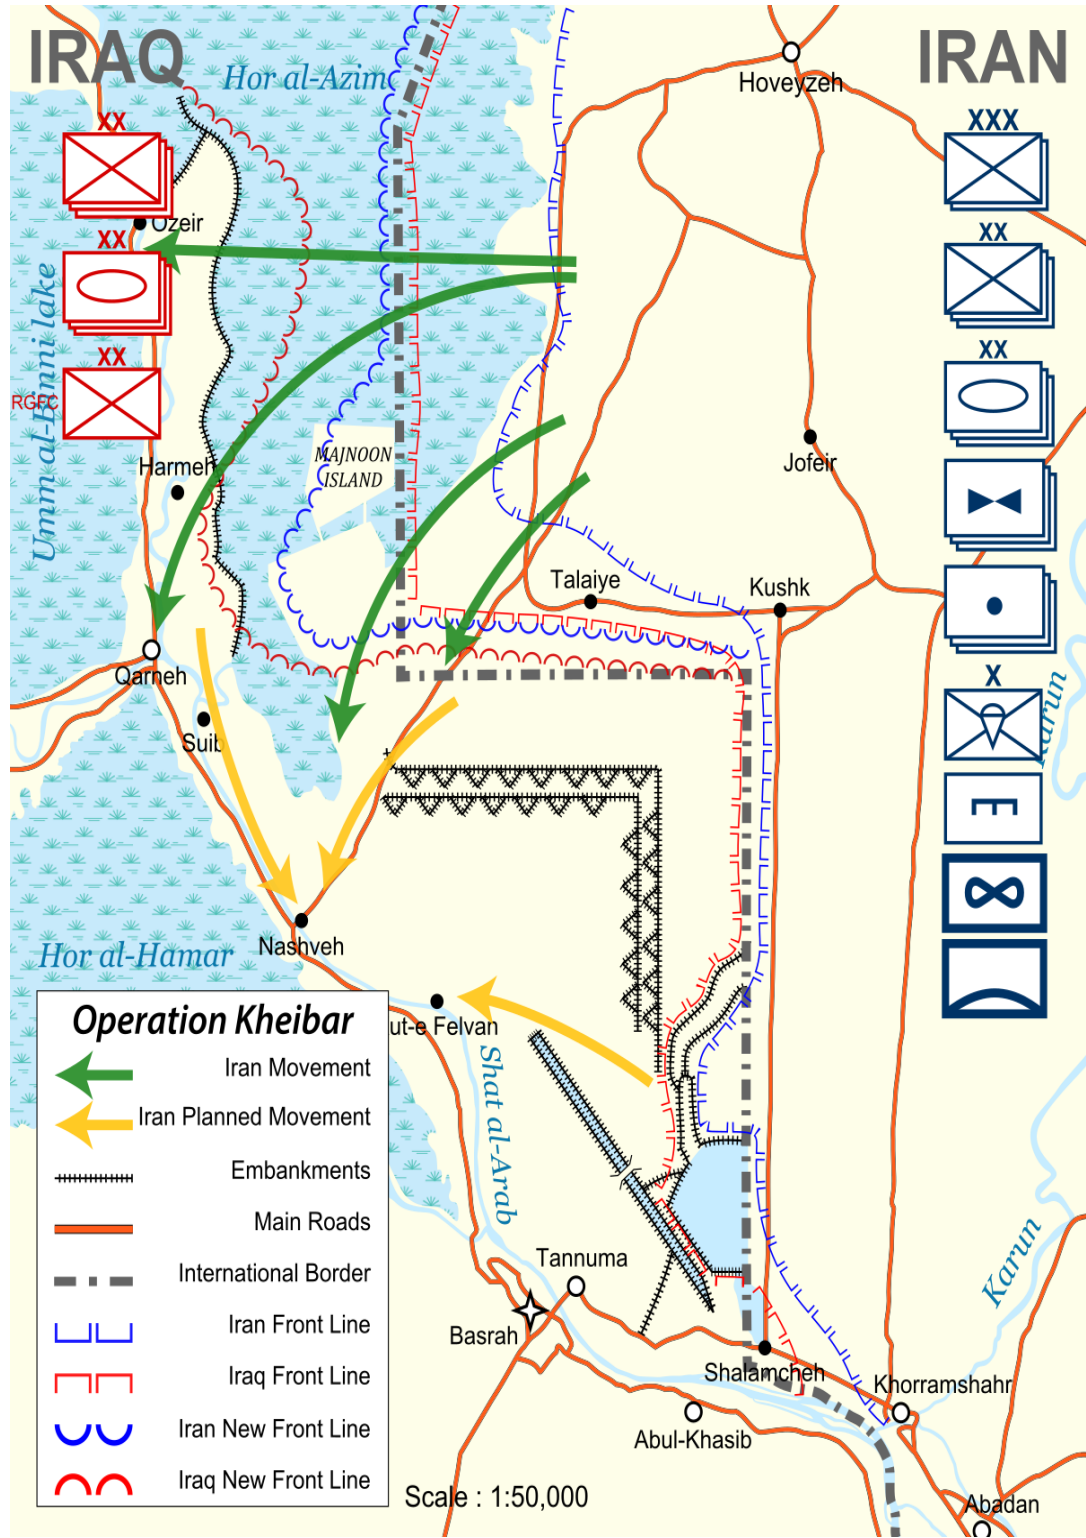 IRAQ
IRAN
Hor al-Azim
Hoveyzeh
XX
XXX
Ozeir
XX
XX
XX
XX
RGFC
Umm al-Binni lake
MAJNOON
ISLAND
Harmeh
Jofeir
Talaiye
Kushk
Qarneh
X
Karun
Suib
E
Nashveh
Hor al-Hamar
ut-e Felvan
Shat al-Arab
Operation Kheibar
Iran Movement
Iran Planned Movement
Embankments
Main Roads
International Border
Iran Front Line
Iraq Front Line
Iran New Front Line
Iraq New Front Line
Karun
Tannuma
Basrah
Shalamcheh
Khorramshahr
Abul-Khasib
Scale : 1:50,000
Abadan